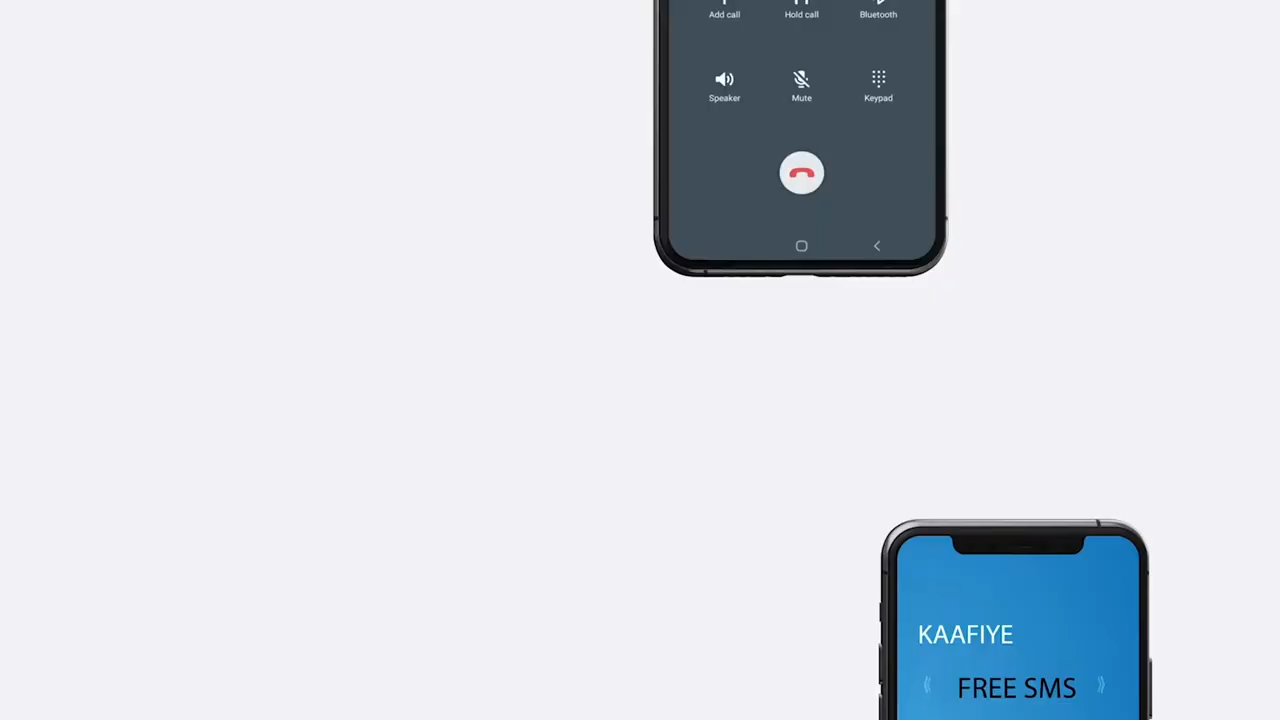 Add call Hold call Bluetooth
Speaker Mute Keypad
KAAFIYE
FREE SMS